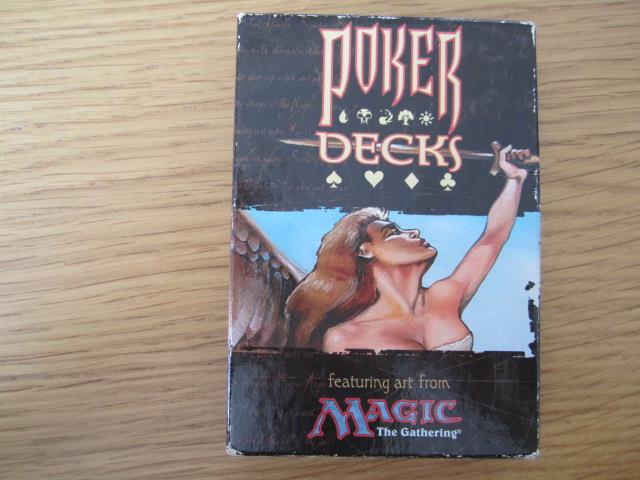 POKER
DECKS
featuring art from
MAGIC
The Gathering®